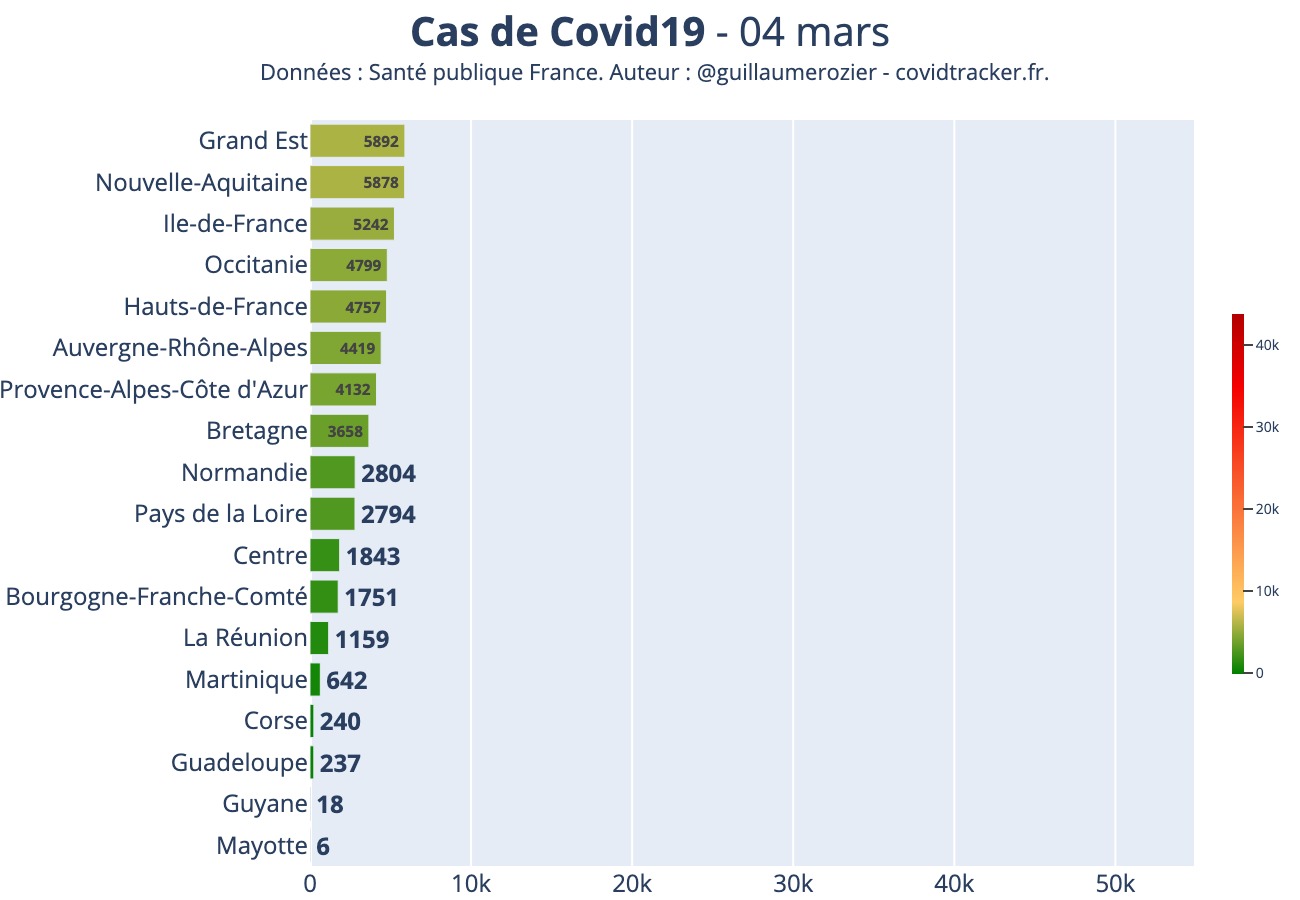 Cas de Covid19 - 04 mars
Données : Santé publique France. Auteur : @guillaumerozier - covidtracker.fr.
Grand Est 5892
Nouvelle-Aquitaine 5878
Ile-de-France 5242
Occitanie 4799
Hauts-de-France 4757
Auvergne-Rhône-Alpes 4419
Provence-Alpes-Côte d'Azur 4132
Bretagne 3658
Normandie 2804
Pays de la Loire 2794
Centre 1843
Bourgogne-Franche-Comté 1751
La Réunion 1159
Martinique 642
Corse 240
Guadeloupe 237
Guyane 18
Mayotte 6
0 10k 20k 30k 40k 50k
40k
30k
20k
10k
0